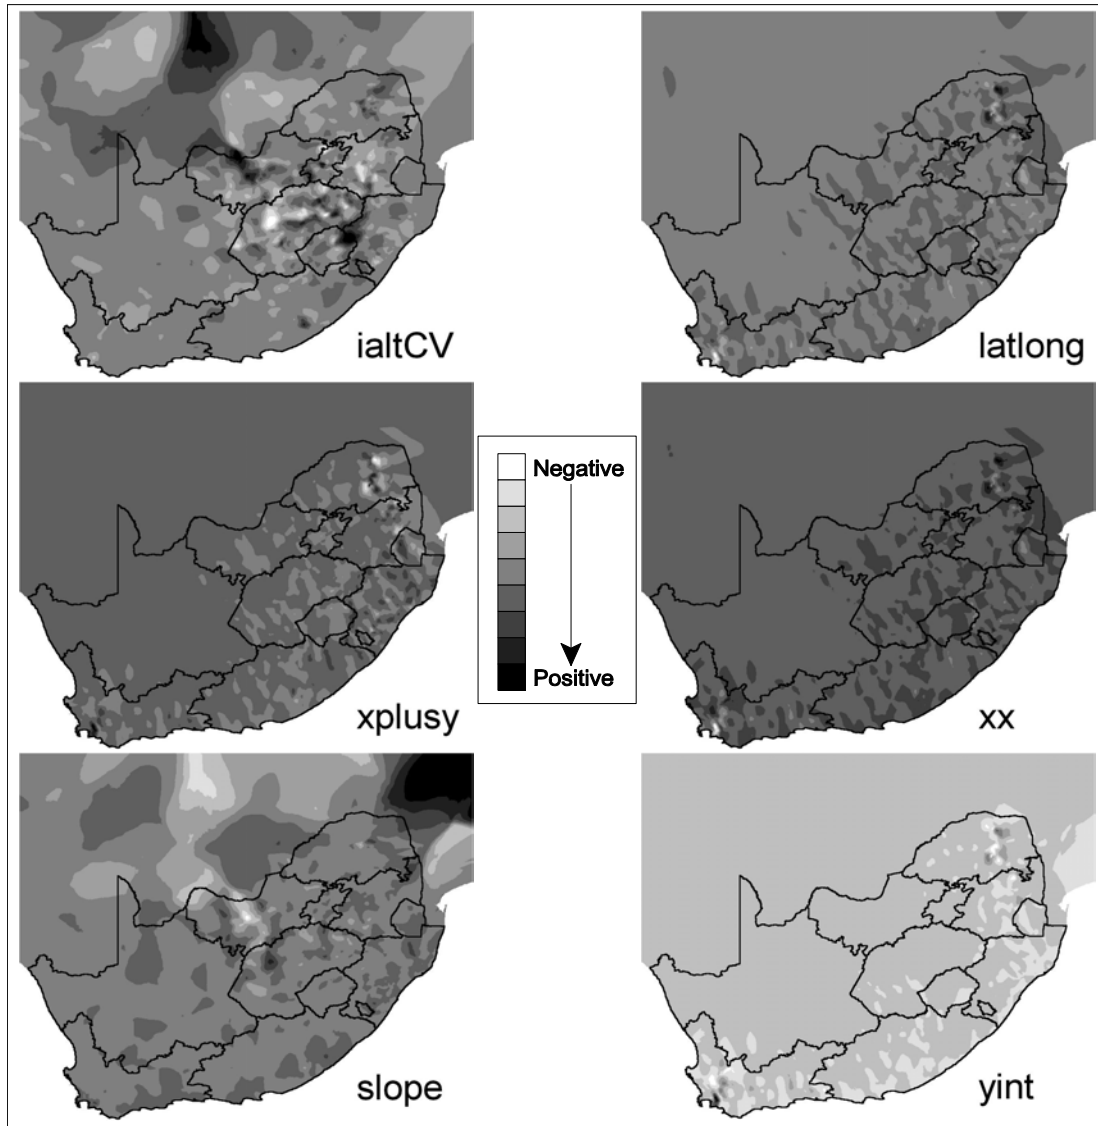 ialtCV
latlong
Negative
Positive
xplusy
xx
slope
yint